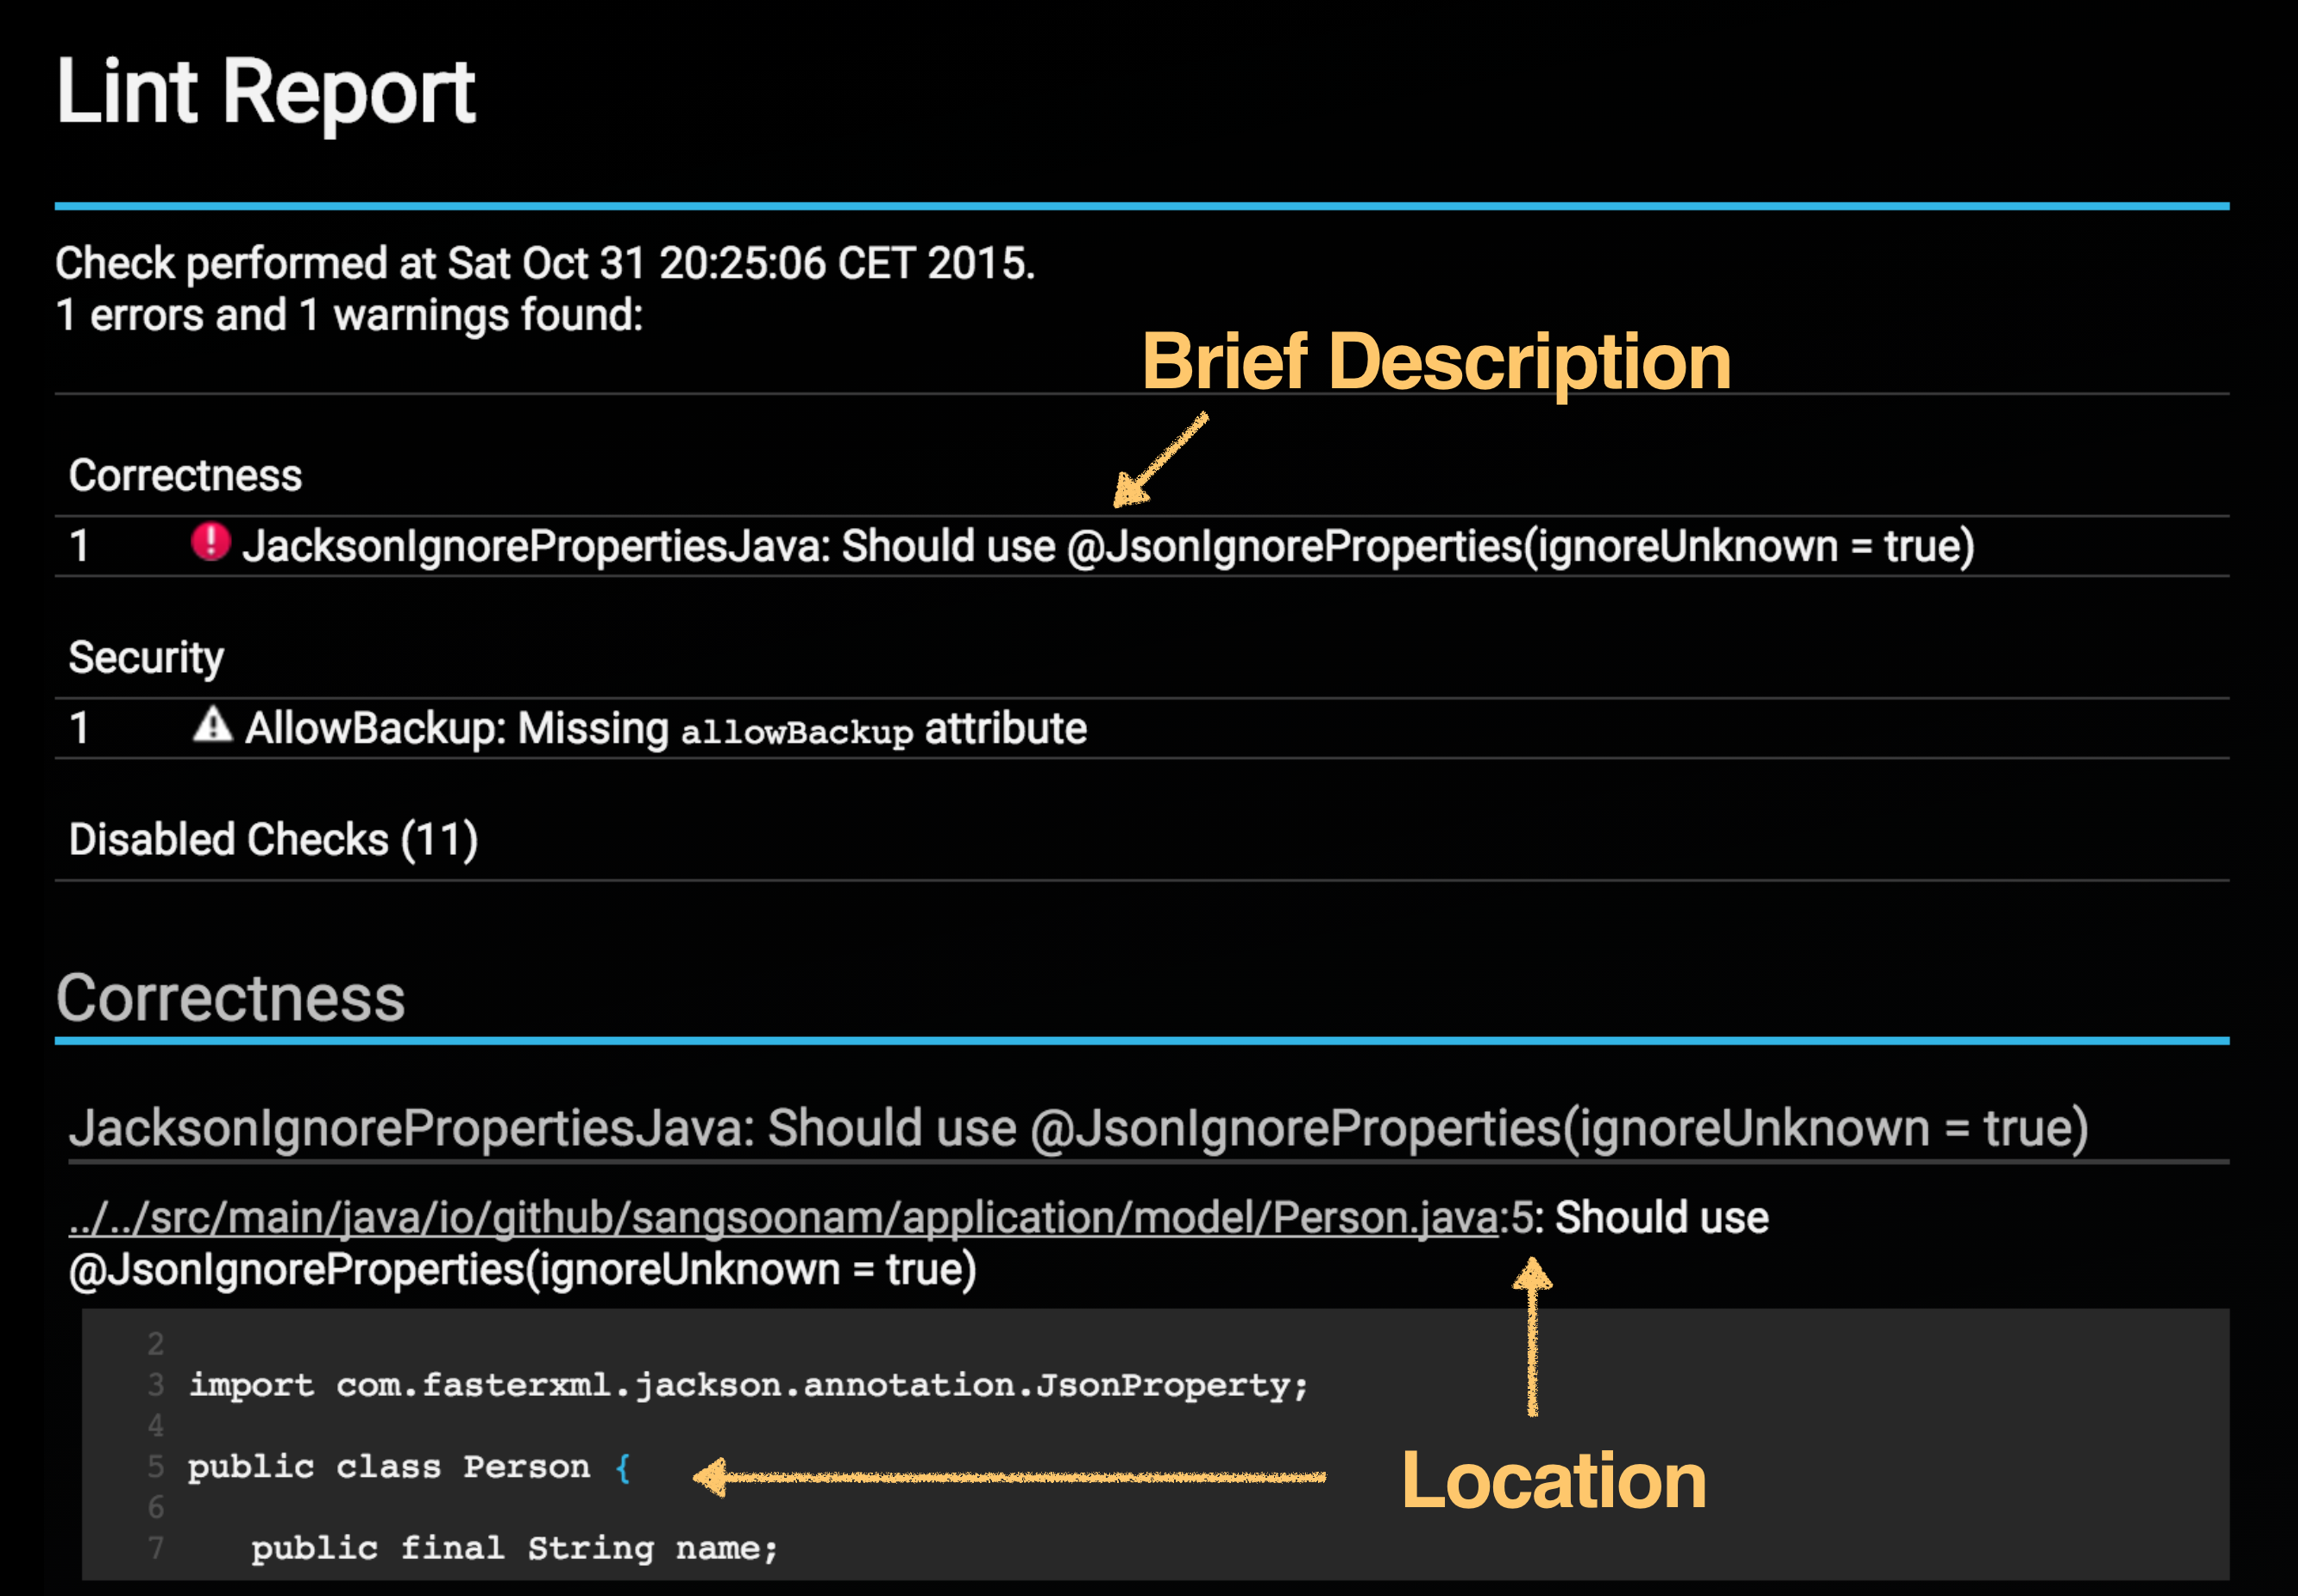 Lint Report
Check performed at Sat Oct 31 20:25:06 CET 2015.
1 errors and 1 warnings found:
Brief Description
Correctness
1 JacksonIgnorePropertiesJava: Should use @JsonIgnoreProperties(ignoreUnknown = true)
Security
1 AllowBackup: Missing allowBackup attribute
Disabled Checks (11)
Correctness
JacksonIgnorePropertiesJava: Should use @JsonIgnoreProperties(ignoreUnknown = true)
../../src/main/java/io/github/sangsoonam/application/model/Person.java:5: Should use
@JsonIgnoreProperties(ignoreUnknown = true)
2
3 import com.fasterxml.jackson.annotation.JsonProperty;
4
5 public class Person {
Location
6
7 public final String name;